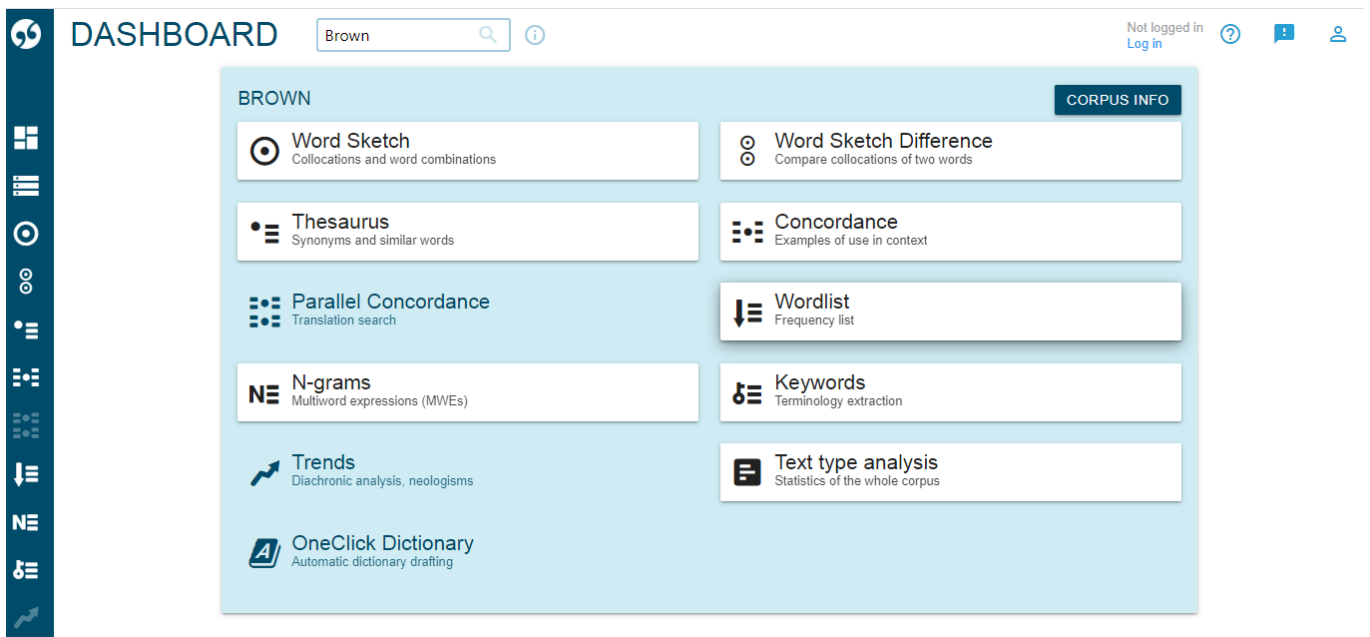 DASHBOARD
Brown
Not logged in
Log in
BROWN
CORPUS INFO
Word Sketch
Collocations and word combinations
Word Sketch Difference
Compare collocations of two words
Thesaurus
Synonyms and similar words
Concordance
Examples of use in context
Parallel Concordance
Translation search
Wordlist
Frequency list
N-grams
Multiword expressions (MWEs)
Keywords
Terminology extraction
Trends
Diachronic analysis, neologisms
Text type analysis
Statistics of the whole corpus
OneClick Dictionary
Automatic dictionary drafting